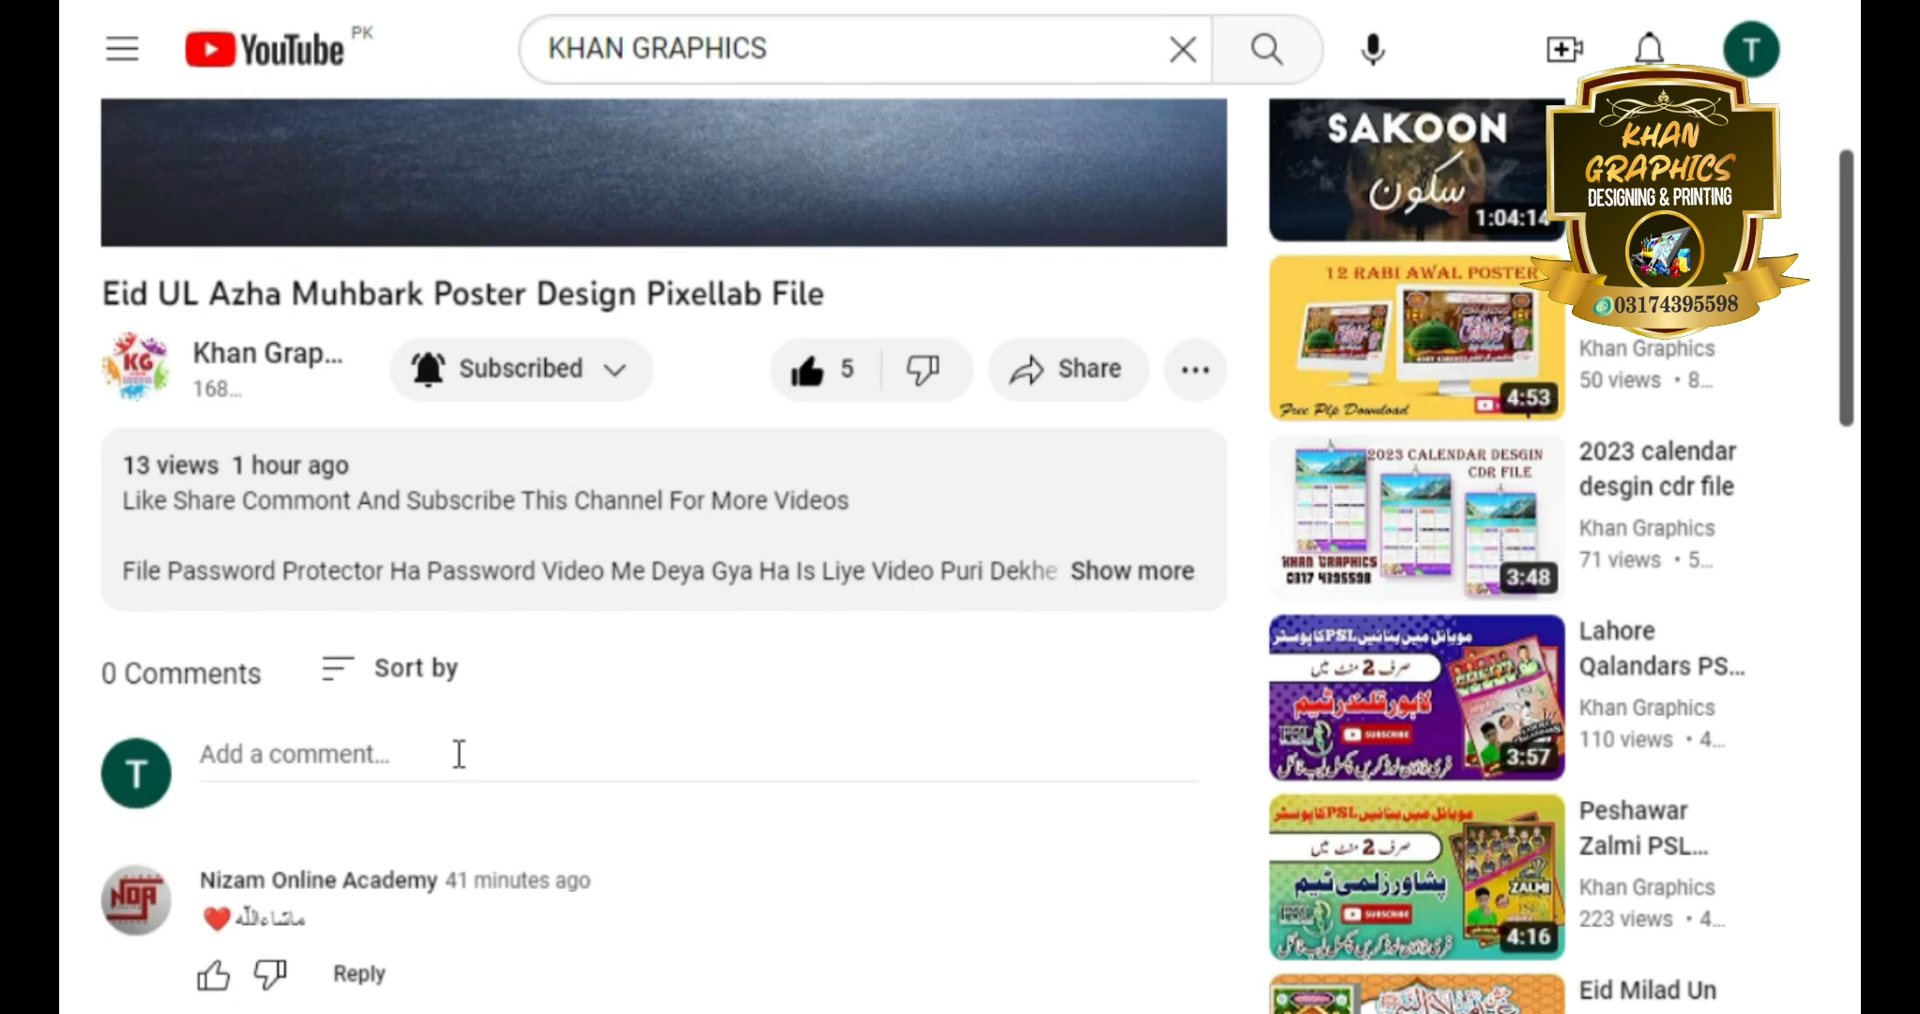 YouTube PK
KHAN GRAPHICS
T
SAKOON
سکون
1:04:14
KHAN
GRAPHICS
DESIGNING & PRINTING
03174395598
Eid UL Azha Muhbark Poster Design Pixellab File
KG
Khan Grap...
168...
Subscribed
5
Share
13 views 1 hour ago
Like Share Commont And Subscribe This Channel For More Videos
File Password Protector Ha Password Video Me Deya Gya Ha Is Liye Video Puri Dekhe Show more
0 Comments
Sort by
T
Add a comment...
NOA
Nizam Online Academy 41 minutes ago
❤️ ماشاءاللہ
Reply
12 RABI AWAL POSTER
Free Plp Download
4:53
Khan Graphics
50 views • 8...
2023 CALENDAR DESGIN
CDR FILE
KHAN GRAPHICS
0317 4395598
3:48
2023 calendar
desgin cdr file
Khan Graphics
71 views • 5...
موبائل میں بنائیں PSL کا پوسٹر
صرف 2 منٹ میں
لاہور قلندر ٹیم
SUBSCRIBE
3:57
Lahore
Qalandars PS...
Khan Graphics
110 views • 4...
موبائل میں بنائیں PSL کا پوسٹر
صرف 2 منٹ میں
پشاور زلمی ٹیم
SUBSCRIBE
ZALMI
4:16
Peshawar
Zalmi PSL...
Khan Graphics
223 views • 4...
Eid Milad Un